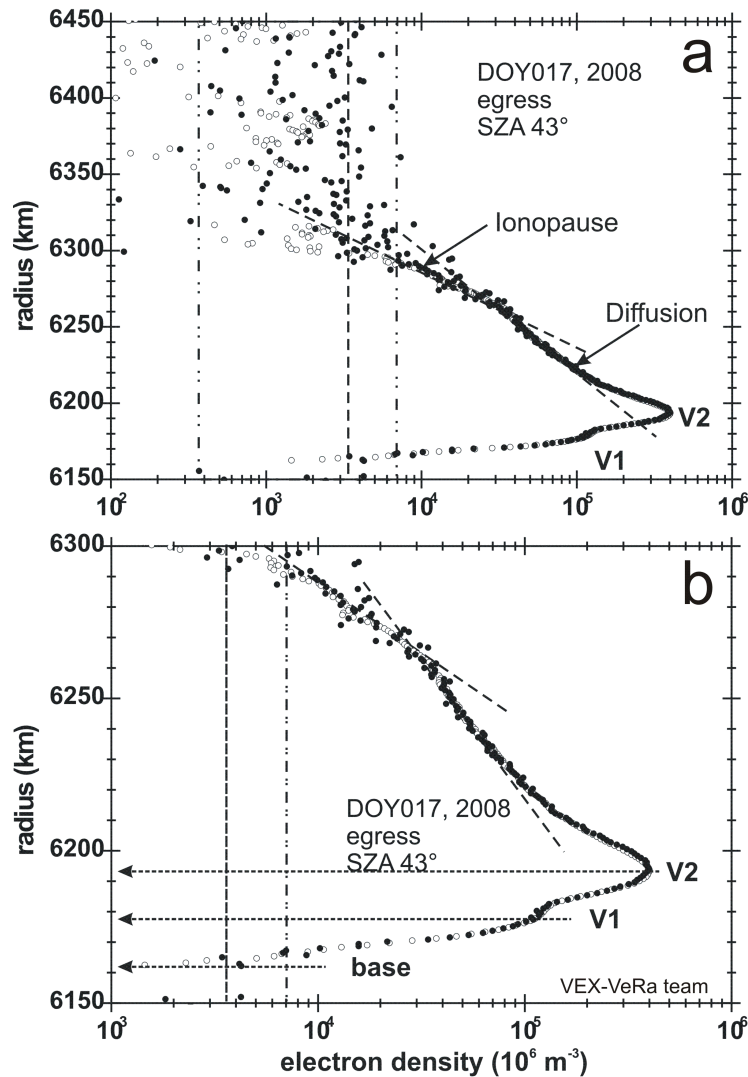 6450
6400
6350
6300
6250
6200
6150
radius (km)
a
DOY017, 2008
egress
SZA 43°
Ionopause
Diffusion
V2
V1
10² 10³ 10⁴ 10⁵ 10⁶
6300
6250
6200
6150
radius (km)
b
DOY017, 2008
egress
SZA 43°
V2
V1
base
VEX-VeRa team
10³ 10⁴ 10⁵ 10⁶
electron density (10⁶ m⁻³)